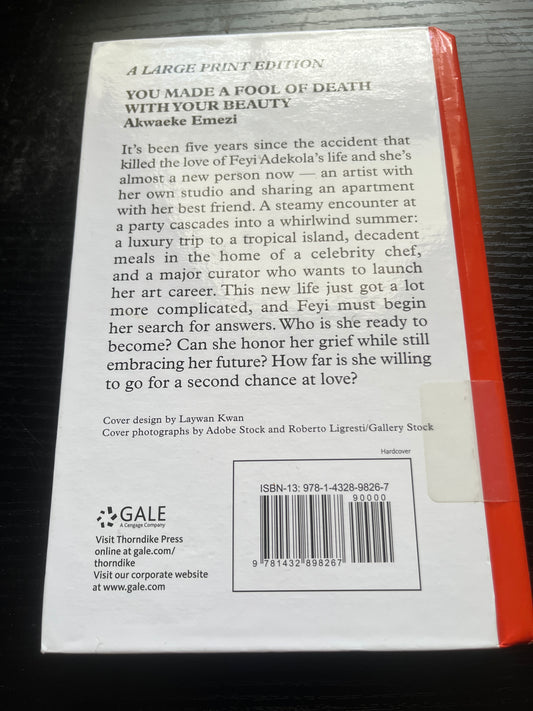 A LARGE PRINT EDITION
YOU MADE A FOOL OF DEATH
WITH YOUR BEAUTY
Akwaeke Emezi
It's been five years since the accident that
killed the love of Feyi Adekola's life and she's
almost a new person now — an artist with
her own studio and sharing an apartment
with her best friend. A steamy encounter at
a party cascades into a whirlwind summer:
a luxury trip to a tropical island, decadent
meals in the home of a celebrity chef,
and a major curator who wants to launch
her art career. This new life just got a lot
more complicated, and Feyi must begin
her search for answers. Who is she ready to
become? Can she honor her grief while still
embracing her future? How far is she willing
to go for a second chance at love?
Cover design by Laywan Kwan
Cover photographs by Adobe Stock and Roberto Ligresti/Gallery Stock
Hardcover
ISBN-13: 978-1-4328-9826-7
90000
9 781432 898267
GALE
A Cengage Company
Visit Thorndike Press
online at gale.com/
thorndike
Visit our corporate website
at www.gale.com